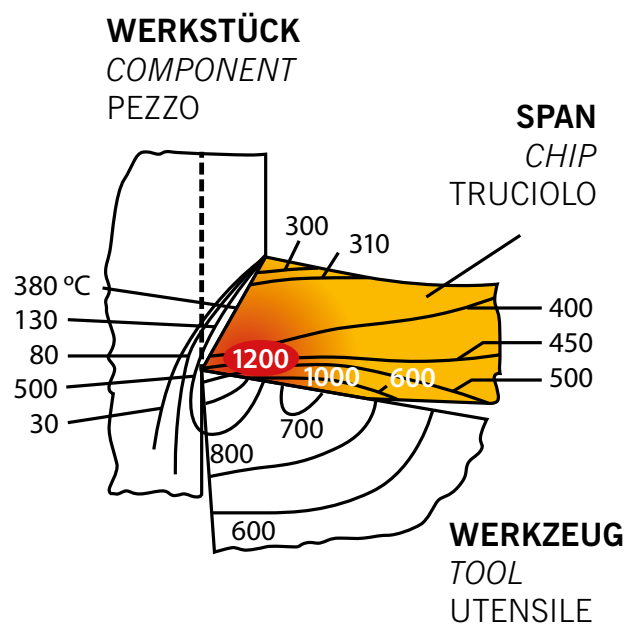 WERKSTÜCK
COMPONENT
PEZZO
SPAN
CHIP
TRUCIOLO
300
310
380 ºC
130
80
500
30
400
450
500
1200
1000
600
700
800
600
WERKZEUG
TOOL
UTENSILE